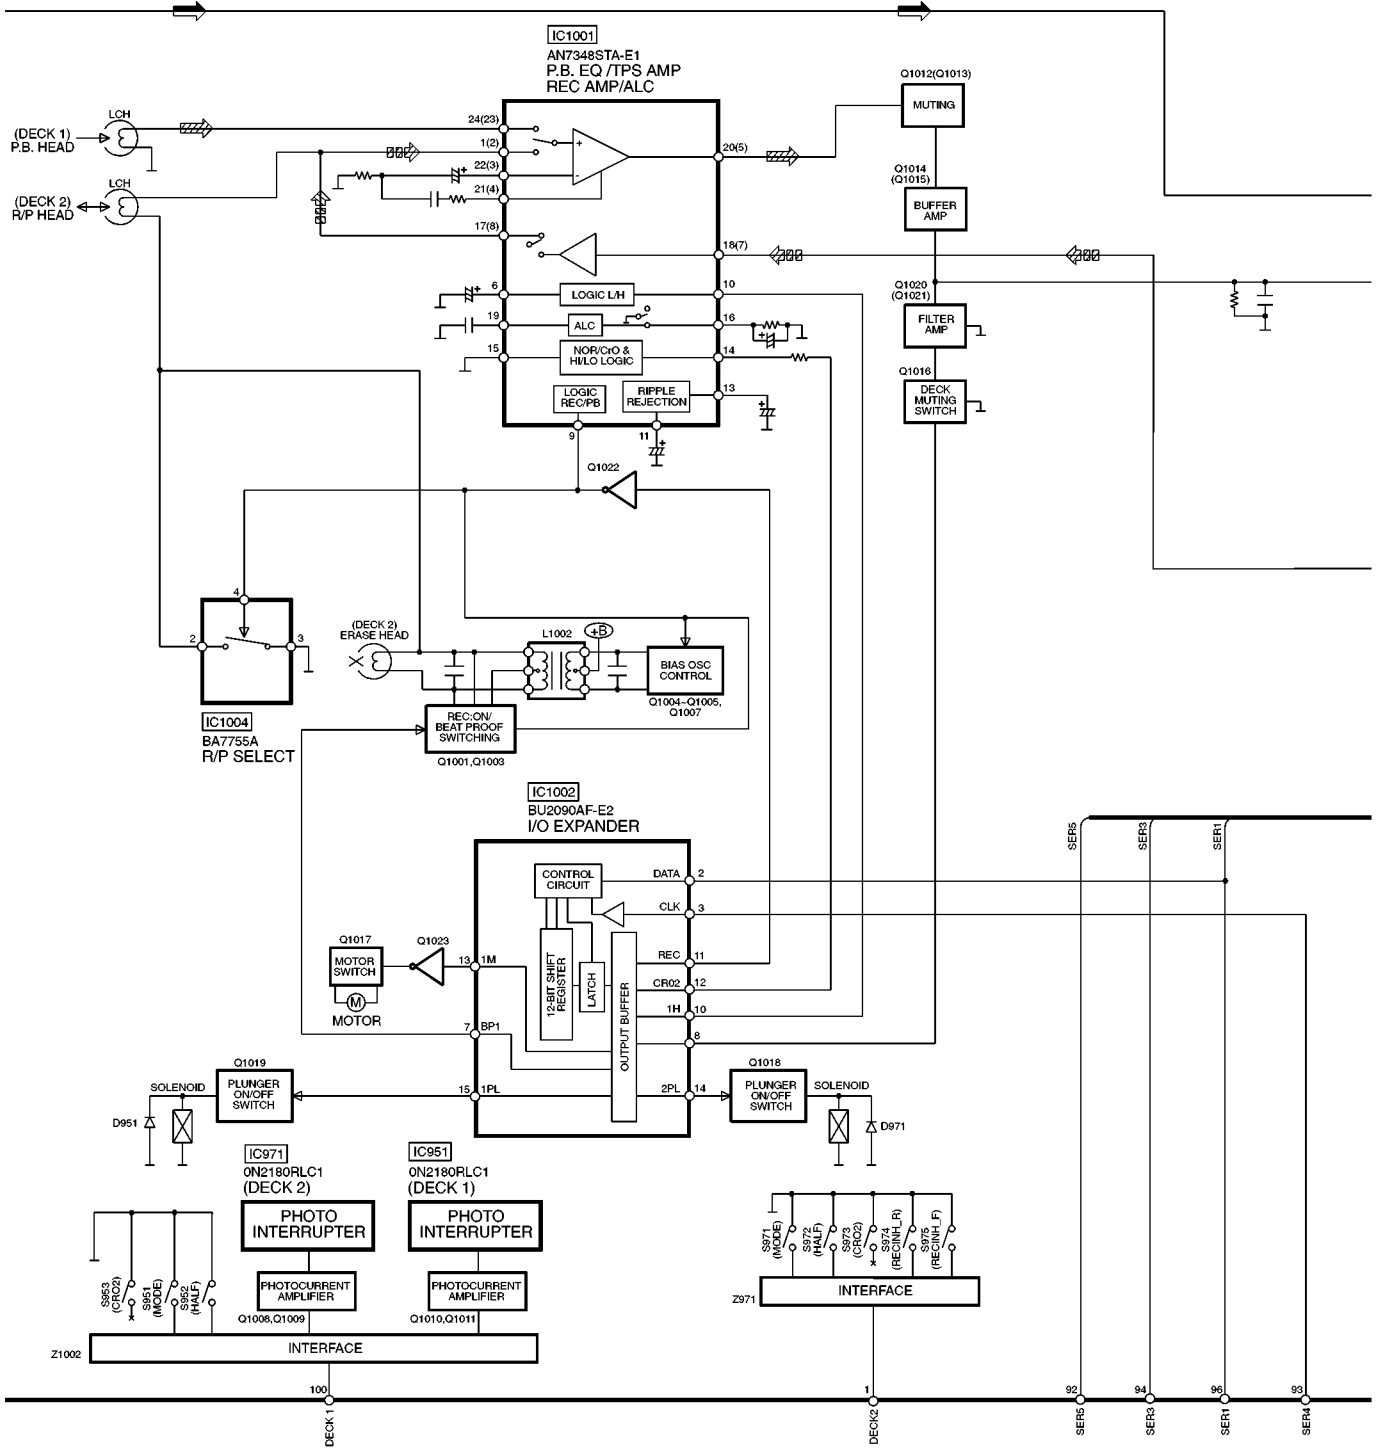 IC1001
AN7348STA-E1
P.B. EQ /TPS AMP
REC AMP/ALC
Q1012(Q1013)
MUTING
LCH
(DECK 1)
P.B. HEAD
24(23)
1(2)
22(3)
21(4)
+
-
+
20(5)
Q1014
(Q1015)
BUFFER
AMP
LCH
(DECK 2)
R/P HEAD
17(8)
18(7)
6
+
LOGIC L/H
10
Q1020
(Q1021)
FILTER
AMP
19
ALC
16
+
15
NOR/CrO &
HI/LO LOGIC
14
Q1016
DECK
MUTING
SWITCH
LOGIC
REC/PB
RIPPLE
REJECTION
13
+
9
11
+
Q1022
4
2
3
IC1004
BA7755A
R/P SELECT
(DECK 2)
ERASE HEAD
L1002
+B
BIAS OSC
CONTROL
Q1004~Q1005,
Q1007
REC:ON/
BEAT PROOF
SWITCHING
Q1001,Q1003
IC1002
BU2090AF-E2
I/O EXPANDER
SER5
SER3
SER1
CONTROL
CIRCUIT
DATA
2
CLK
3
Q1017
MOTOR
SWITCH
M
MOTOR
Q1023
13
1M
12-BIT SHIFT
REGISTER
LATCH
OUTPUT BUFFER
REC
11
CR02
12
1H
10
7
BP1
8
Q1019
PLUNGER
ON/OFF
SWITCH
SOLENOID
D951
15
1PL
2PL
14
Q1018
PLUNGER
ON/OFF
SWITCH
SOLENOID
D971
IC971
0N2180RLC1
(DECK 2)
PHOTO
INTERRUPTER
IC951
0N2180RLC1
(DECK 1)
PHOTO
INTERRUPTER
S953
(CRO2)
S951
(MODE)
S952
(HALF)
PHOTOCURRENT
AMPLIFIER
Q1008,Q1009
PHOTOCURRENT
AMPLIFIER
Q1010,Q1011
S971
(MODE)
S972
(HALF)
S973
(CRO2)
S974
(RECINH_R)
S975
(RECINH_F)
Z971
INTERFACE
Z1002
INTERFACE
100
DECK 1
1
DECK2
92
SER5
94
SER3
96
SER1
93
SER4